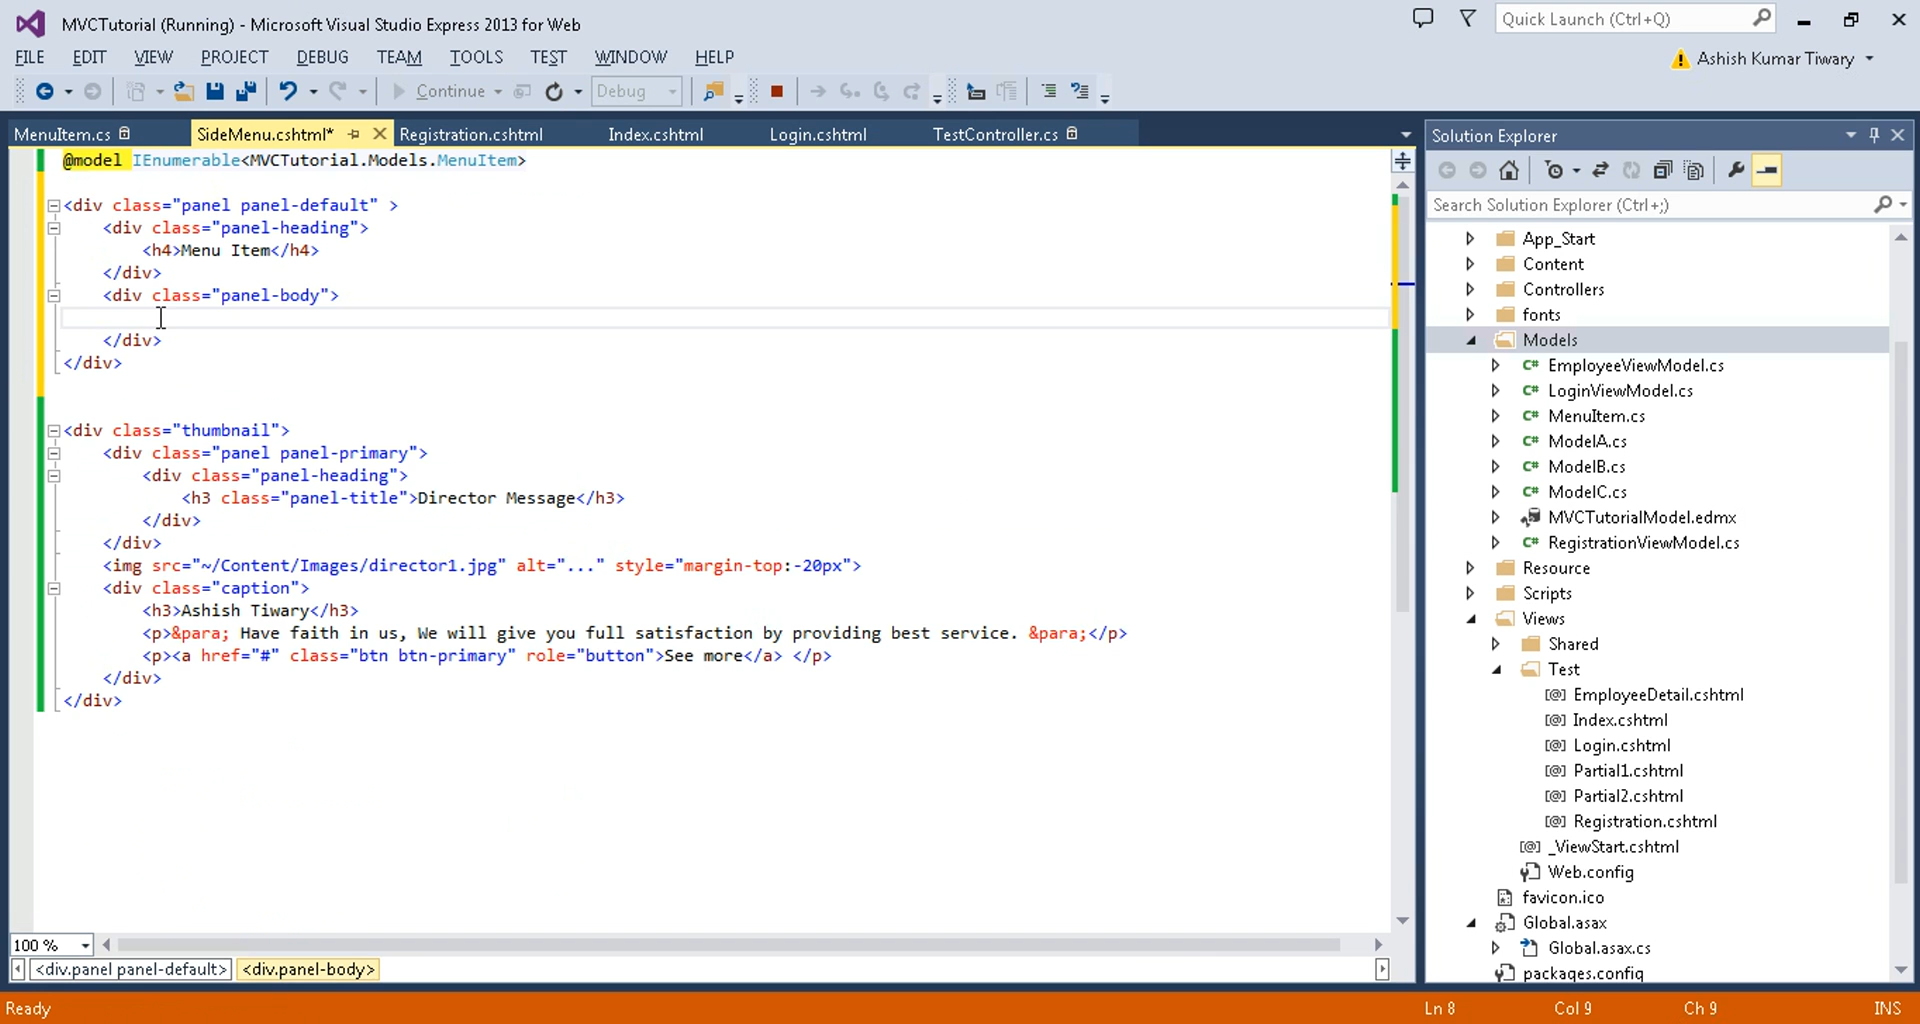 MVCTutorial (Running) - Microsoft Visual Studio Express 2013 for Web
Quick Launch (Ctrl+Q)
FILE EDIT VIEW PROJECT DEBUG TEAM TOOLS TEST WINDOW HELP
Ashish Kumar Tiwary
Continue Debug
MenuItem.cs SideMenu.cshtml* Registration.cshtml Index.cshtml Login.cshtml TestController.cs
@model IEnumerable<MVCTutorial.Models.MenuItem>
<div class="panel panel-default" >
<div class="panel-heading">
<h4>Menu Item</h4>
</div>
<div class="panel-body">
</div>
</div>
<div class="thumbnail">
<div class="panel panel-primary">
<div class="panel-heading">
<h3 class="panel-title">Director Message</h3>
</div>
</div>
<img src="~/Content/Images/director1.jpg" alt="..." style="margin-top:-20px">
<div class="caption">
<h3>Ashish Tiwary</h3>
<p>&para; Have faith in us, We will give you full satisfaction by providing best service. &para;</p>
<p><a href="#" class="btn btn-primary" role="button">See more</a> </p>
</div>
</div>
100 %
<div.panel panel-default> <div.panel-body>
Solution Explorer
Search Solution Explorer (Ctrl+;)
App_Start
Content
Controllers
fonts
Models
C# EmployeeViewModel.cs
C# LoginViewModel.cs
C# MenuItem.cs
C# ModelA.cs
C# ModelB.cs
C# ModelC.cs
MVCTutorialModel.edmx
C# RegistrationViewModel.cs
Resource
Scripts
Views
Shared
Test
[@] EmployeeDetail.cshtml
[@] Index.cshtml
[@] Login.cshtml
[@] Partial1.cshtml
[@] Partial2.cshtml
[@] Registration.cshtml
[@] _ViewStart.cshtml
Web.config
favicon.ico
Global.asax
Global.asax.cs
packages.config
Ready Ln 8 Col 9 Ch 9 INS